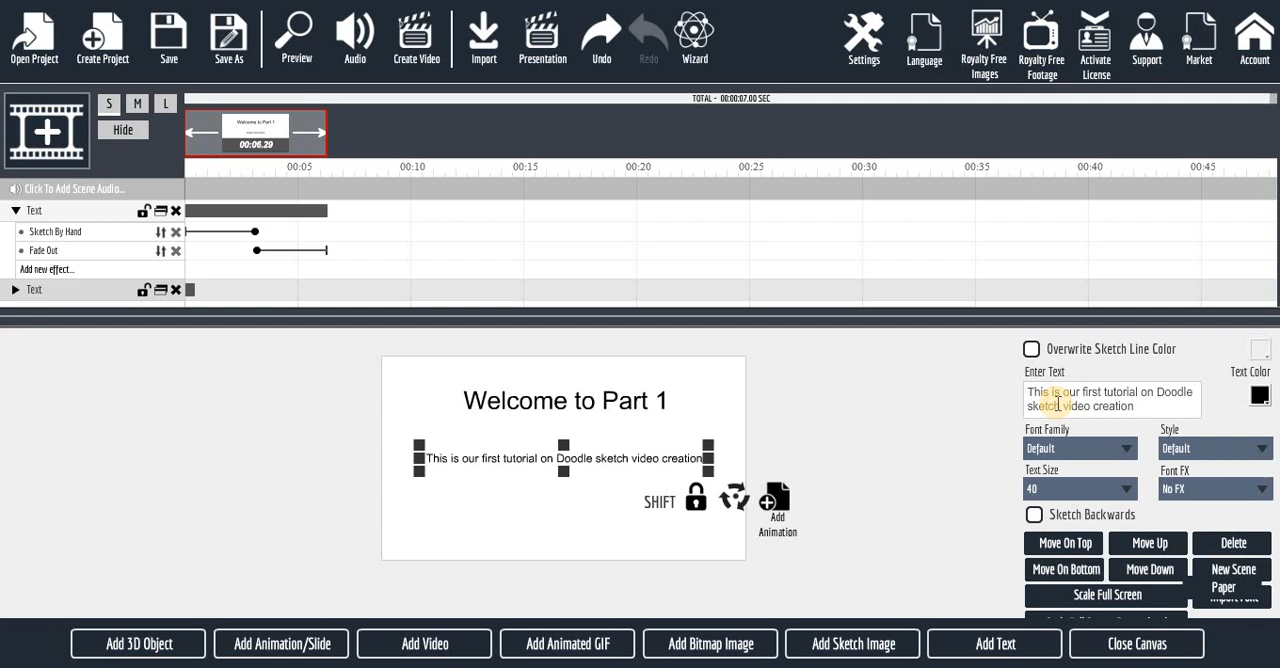 Open Project
Create Project
Save
Save As
Preview
Audio
Create Video
Import
Presentation
Undo
Redo
Wizard
Settings
Language
Royalty Free
Images
Royalty Free
Footage
Activate
License
Support
Market
Account
S M L
Hide
TOTAL - 00:00:07.00 SEC
Welcome to Part 1
00:06.29
00:05 00:10 00:15 00:20 00:25 00:30 00:35 00:40 00:45
Click To Add Scene Audio...
Text
Sketch By Hand
Fade Out
Add new effect...
Text
Welcome to Part 1
This is our first tutorial on Doodle sketch video creation
SHIFT
Add
Animation
Overwrite Sketch Line Color
Enter Text
Text Color
This is our first tutorial on Doodle
sketch video creation
Font Family
Style
Default
Default
Text Size
Font FX
40
No FX
Sketch Backwards
Move On Top
Move Up
Delete
Move On Bottom
Move Down
New Scene
Paper
Scale Full Screen
Add 3D Object
Add Animation/Slide
Add Video
Add Animated GIF
Add Bitmap Image
Add Sketch Image
Add Text
Close Canvas